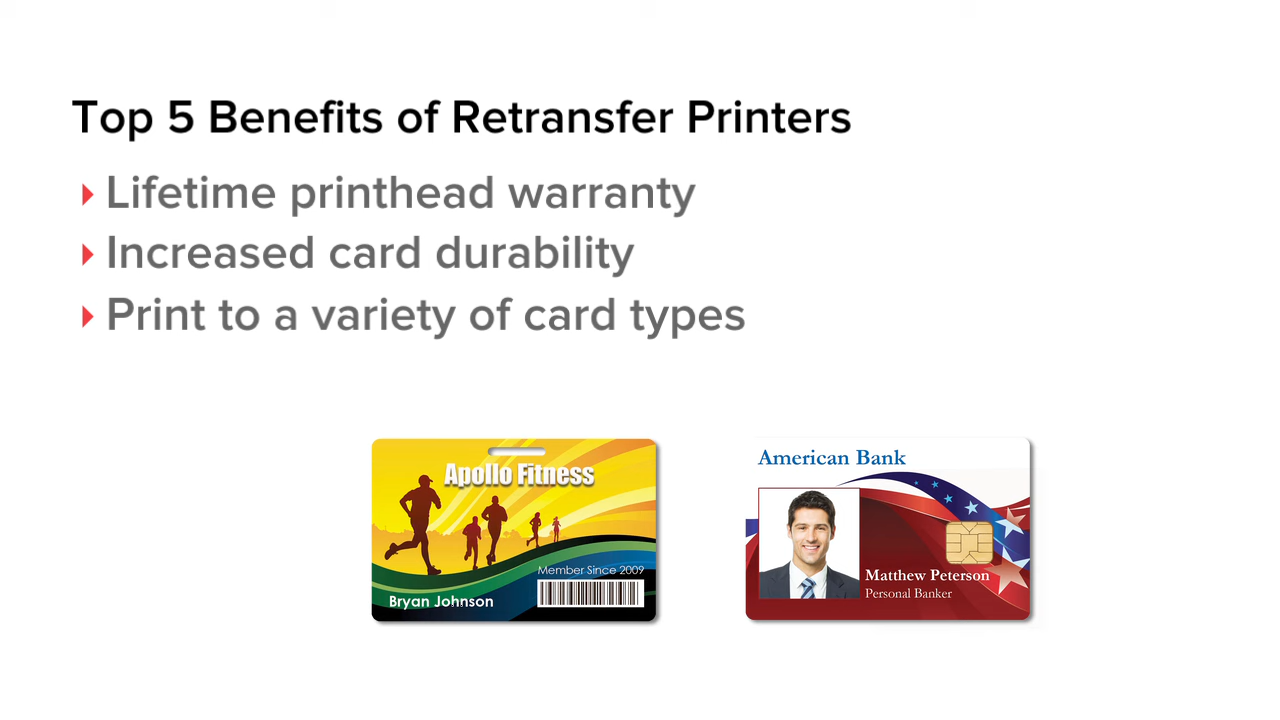 Top 5 Benefits of Retransfer Printers
Lifetime printhead warranty
Increased card durability
Print to a variety of card types
Apollo Fitness
Member Since 2009
Bryan Johnson
American Bank
Matthew Peterson
Personal Banker